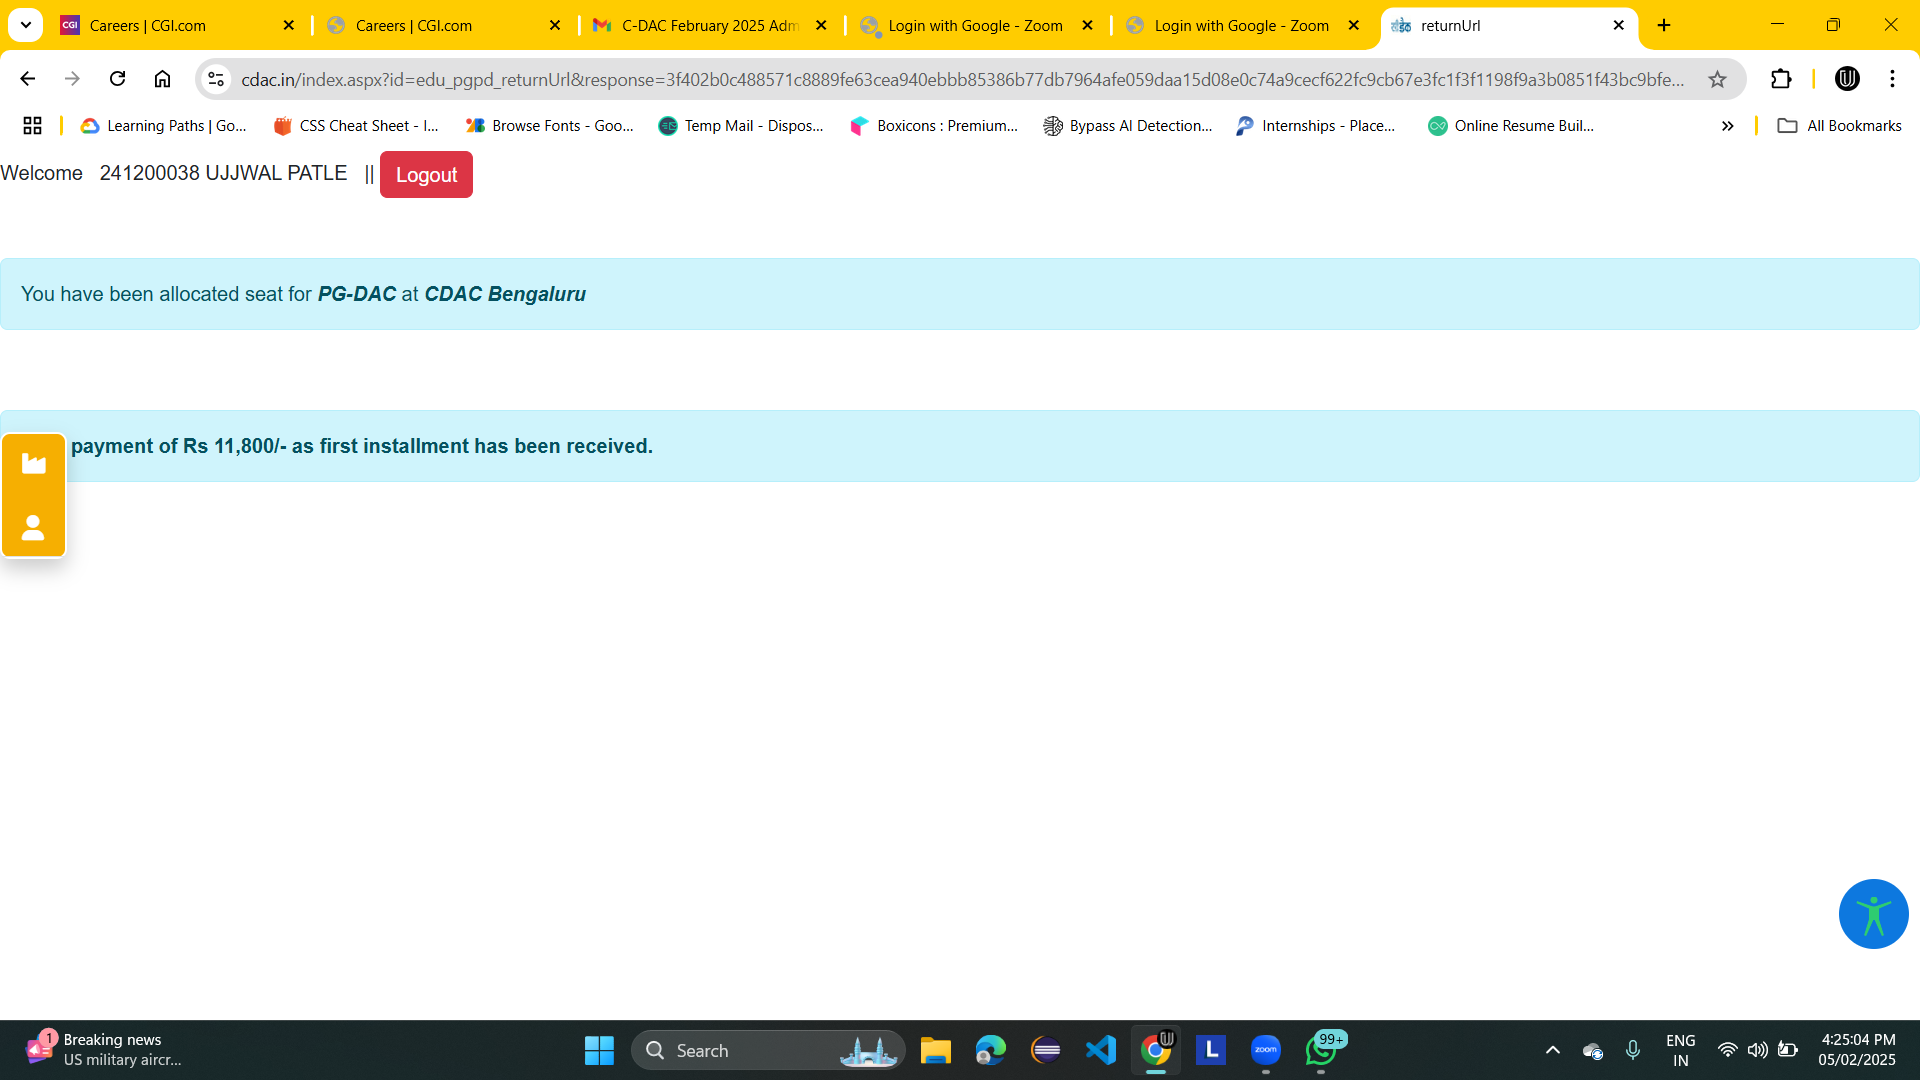 CGI Careers | CGI.com
Careers | CGI.com
C-DAC February 2025 Adm
Login with Google - Zoom
Login with Google - Zoom
returnUrl
cdac.in/index.aspx?id=edu_pgpd_returnUrl&response=3f402b0c488571c8889fe63cea940ebbb85386b77db7964afe059daa15d08e0c74a9cecf622fc9cb67e3fc1f3f1198f9a3b0851f43bc9bfe...
Learning Paths | Go...
CSS Cheat Sheet - I...
Browse Fonts - Goo...
Temp Mail - Dispos...
Boxicons : Premium...
Bypass AI Detection...
Internships - Place...
Online Resume Buil...
All Bookmarks
Welcome 241200038 UJJWAL PATLE || Logout
You have been allocated seat for PG-DAC at CDAC Bengaluru
payment of Rs 11,800/- as first installment has been received.
1
Breaking news
US military aircr...
Search
L
zoom
99+
ENG
IN
4:25:04 PM
05/02/2025